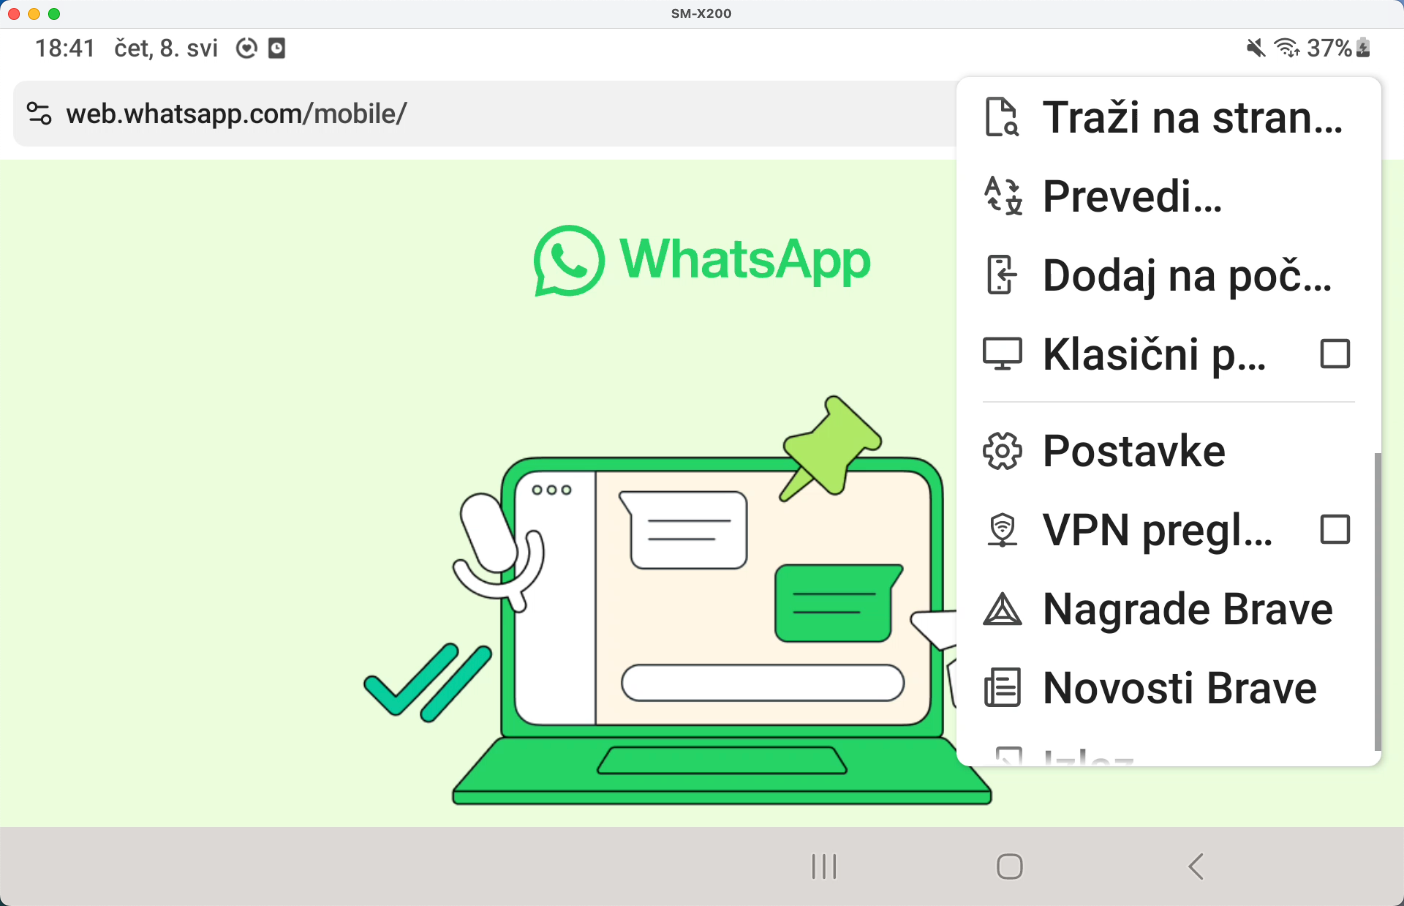 SM-X200
18:41 čet, 8. svi
37%
web.whatsapp.com/mobile/
WhatsApp
Traži na stran...
Prevedi...
Dodaj na poč...
Klasični p...
Postavke
VPN pregl...
Nagrade Brave
Novosti Brave
Izlaz